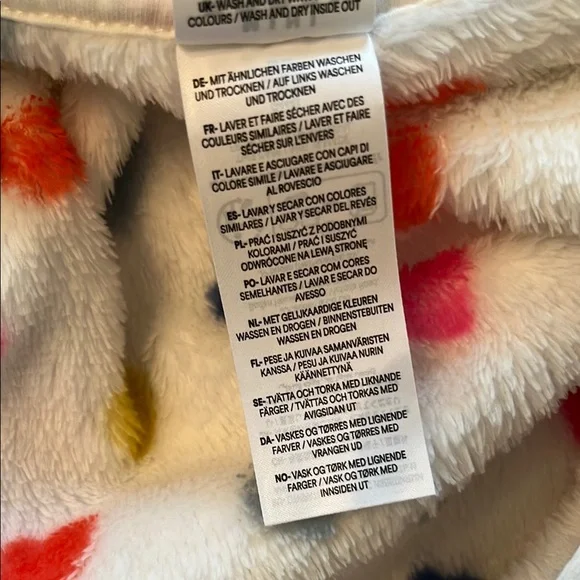 UK- WASH AND DRY WITH
COLOURS / WASH AND DRY INSIDE OUT
DE- MIT ÄHNLICHEN FARBEN WASCHEN
UND TROCKNEN / AUF LINKS WASCHEN
UND TROCKNEN
FR- LAVER ET FAIRE SÉCHER AVEC DES
COULEURS SIMILAIRES / LAVER ET FAIRE
SÉCHER SUR L'ENVERS
IT- LAVARE E ASCIUGARE CON CAPI DI
COLORE SIMILE / LAVARE E ASCIUGARE
AL ROVESCIO
ES- LAVAR Y SECAR CON COLORES
SIMILARES / LAVAR Y SECAR DEL REVÉS
PL- PRAĆ I SUSZYĆ Z PODOBNYMI
KOLORAMI / PRAĆ I SUSZYĆ
ODWRÓCONE NA LEWĄ STRONĘ
PO- LAVAR E SECAR COM CORES
SEMELHANTES / LAVAR E SECAR DO
AVESSO
NL- MET GELIJKAARDIGE KLEUREN
WASSEN EN DROGEN / BINNENSTEBUITEN
WASSEN EN DROGEN
FL- PESE JA KUIVAA SAMANVÄRISTEN
KANSSA / PESU JA KUIVAA NURIN
KÄÄNNETTYNÄ
SE- TVÄTTA OCH TORKA MED LIKNANDE
FÄRGER / TVÄTTAS OCH TORKAS MED
AVIGSIDAN UT
DA- VASKES OG TØRRES MED LIGNENDE
FARVER / VASKES OG TØRRES MED
VRANGEN UD
NO- VASK OG TØRK MED LIGNENDE
FARGER / VASK OG TØRK MED
INNSIDEN UT